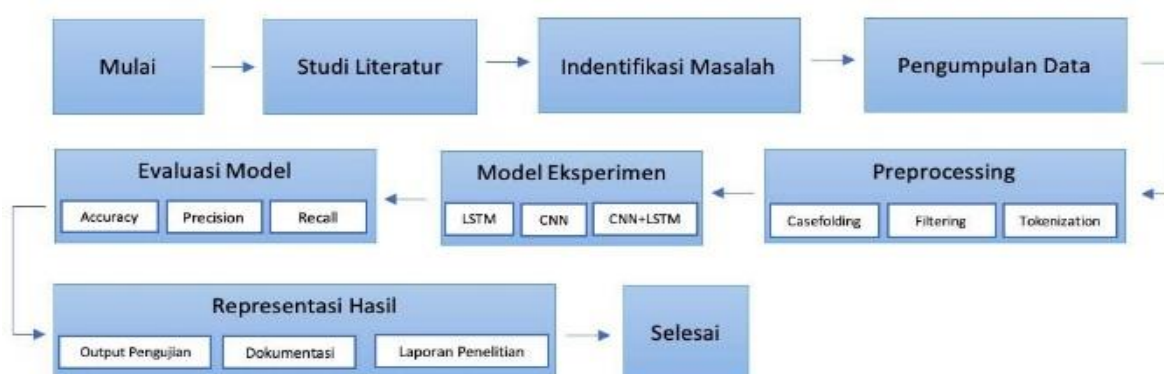 Mulai
Studi Literatur
Indentifikasi Masalah
Pengumpulan Data
Preprocessing
Casefolding
Filtering
Tokenization
Model Eksperimen
LSTM
CNN
CNN+LSTM
Evaluasi Model
Accuracy
Precision
Recall
Representasi Hasil
Output Pengujian
Dokumentasi
Laporan Penelitian
Selesai